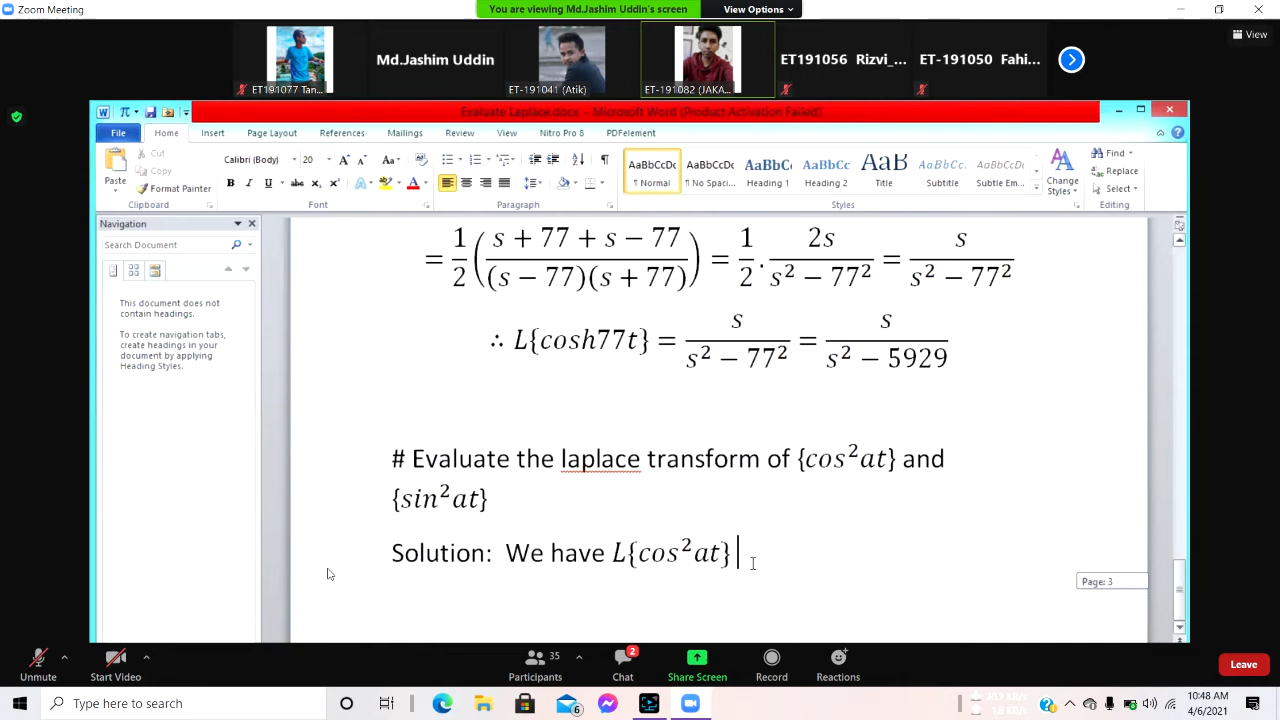 Zoom Meeting
You are viewing Md.Jashim Uddin's screen
View Options
View
ET191077 Tan...
Md.Jashim Uddin
ET-191041 (Atik)
ET-191082 (JAKA...
ET191056 Rizvi_...
ET-191050 Fahi...
Evaluate Laplace.docx - Microsoft Word (Product Activation Failed)
File Home Insert Page Layout References Mailings Review View Nitro Pro 8 PDFelement
Paste
Cut
Copy
Format Painter
Clipboard
Calibri (Body) 20
B I U abc x₂ x²
Font
Paragraph
AaBbCcDc AaBbCcDc AaBbC AaBbCc AaB AaBbCcL AaBbCcDc
¶ Normal ¶ No Spaci... Heading 1 Heading 2 Title Subtitle Subtle Em...
Styles
Change Styles
Find
Replace
Select
Editing
Navigation
Search Document
This document does not
contain headings.
To create navigation tabs,
create headings in your
document by applying
Heading Styles.
= 1/2 ( (s + 77 + s − 77) / ((s − 77)(s + 77)) ) = 1/2 . 2s / (s² − 77²) = s / (s² − 77²)
∴ L{cosh77t} = s / (s² − 77²) = s / (s² − 5929)
# Evaluate the laplace transform of {cos²at} and
{sin²at}
Solution: We have L{cos²at}
Page: 3
Unmute
Start Video
35
Participants
2
Chat
Share Screen
Record
Reactions
Leave
Type here to search
6
1.8 KB/s
10:48 AM
4/6/2021